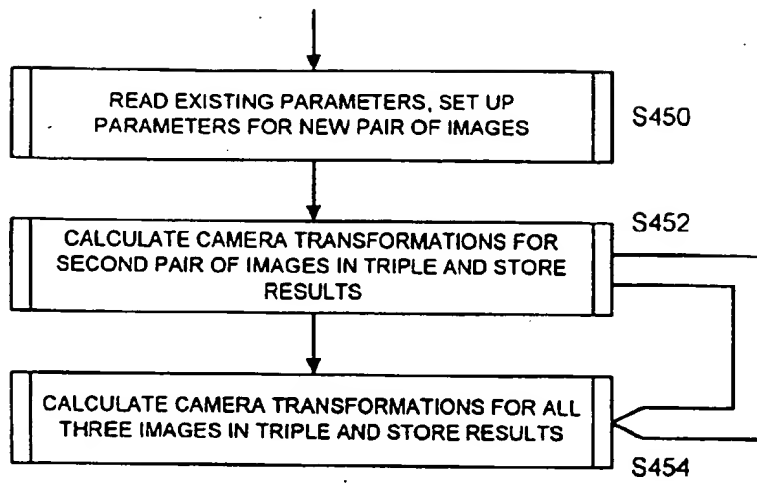 READ EXISTING PARAMETERS, SET UP
PARAMETERS FOR NEW PAIR OF IMAGES
S450
S452
CALCULATE CAMERA TRANSFORMATIONS FOR
SECOND PAIR OF IMAGES IN TRIPLE AND STORE
RESULTS
CALCULATE CAMERA TRANSFORMATIONS FOR ALL
THREE IMAGES IN TRIPLE AND STORE RESULTS
S454